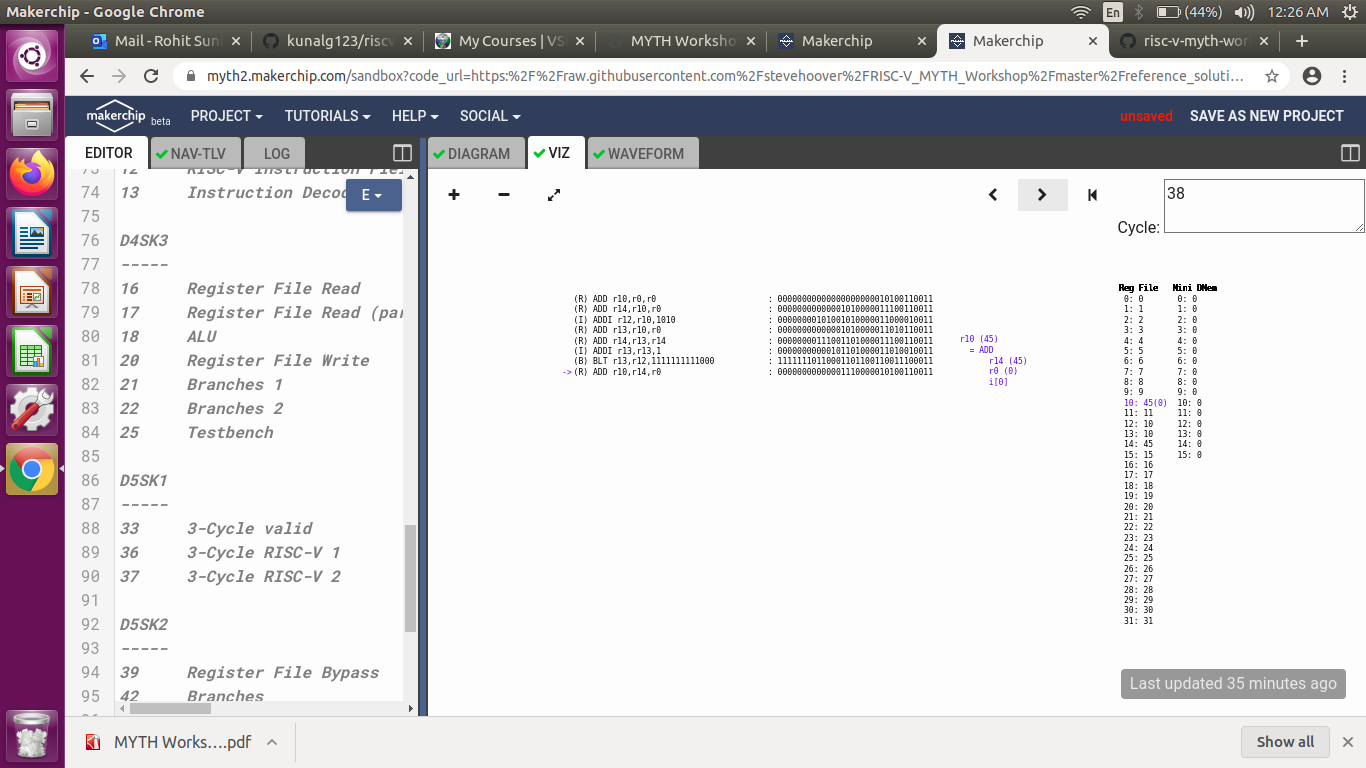 Makerchip - Google Chrome
En (44%) 12:26 AM
Mail - Rohit Sun
kunalg123/riscv
My Courses | VS
MYTH Worksho
Makerchip
Makerchip
risc-v-myth-wor
myth2.makerchip.com/sandbox?code_url=https:%2F%2Fraw.githubusercontent.com%2Fstevehoover%2FRISC-V_MYTH_Workshop%2Fmaster%2Freference_soluti...
makerchip beta PROJECT TUTORIALS HELP SOCIAL unsaved SAVE AS NEW PROJECT
EDITOR NAV-TLV LOG DIAGRAM VIZ WAVEFORM
E
73 12 RISC-V Instruction Fiel
74 13 Instruction Decod
75
76 D4SK3
77 -----
78 16 Register File Read
79 17 Register File Read (par
80 18 ALU
81 20 Register File Write
82 21 Branches 1
83 22 Branches 2
84 25 Testbench
85
86 D5SK1
87 -----
88 33 3-Cycle valid
89 36 3-Cycle RISC-V 1
90 37 3-Cycle RISC-V 2
91
92 D5SK2
93 -----
94 39 Register File Bypass
95 42 Branches
Cycle: 38
(R) ADD r10,r0,r0 : 00000000000000000000010100110011
(R) ADD r14,r10,r0 : 00000000000001010000011100110011
(I) ADDI r12,r10,1010 : 00000000101001010000011000010011
(R) ADD r13,r10,r0 : 00000000000001010000011010110011
(R) ADD r14,r13,r14 : 00000000111001101000011100110011
(I) ADDI r13,r13,1 : 00000000000101101000011010010011
(B) BLT r13,r12,1111111111000 : 11111110110001101100110011100011
->(R) ADD r10,r14,r0 : 00000000000001110000010100110011
r10 (45)
= ADD
r14 (45)
r0 (0)
i[0]
Reg File Mini DMem
0: 0 0: 0
1: 1 1: 0
2: 2 2: 0
3: 3 3: 0
4: 4 4: 0
5: 5 5: 0
6: 6 6: 0
7: 7 7: 0
8: 8 8: 0
9: 9 9: 0
10: 45(0) 10: 0
11: 11 11: 0
12: 10 12: 0
13: 10 13: 0
14: 45 14: 0
15: 15 15: 0
16: 16
17: 17
18: 18
19: 19
20: 20
21: 21
22: 22
23: 23
24: 24
25: 25
26: 26
27: 27
28: 28
29: 29
30: 30
31: 31
Last updated 35 minutes ago
MYTH Works....pdf
Show all